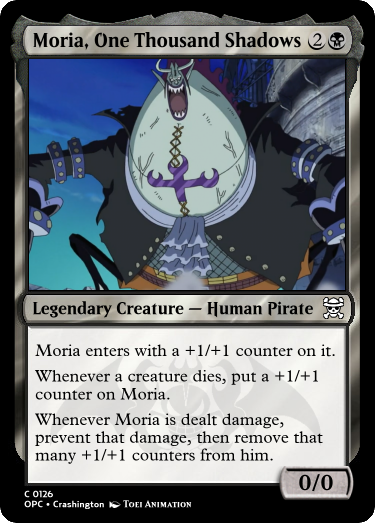 Moria, One Thousand Shadows 2
Legendary Creature — Human Pirate
Moria enters with a +1/+1 counter on it.
Whenever a creature dies, put a +1/+1
counter on Moria.
Whenever Moria is dealt damage,
prevent that damage, then remove that
many +1/+1 counters from him.
0/0
C 0126
OPC • Crashington TOEI ANIMATION